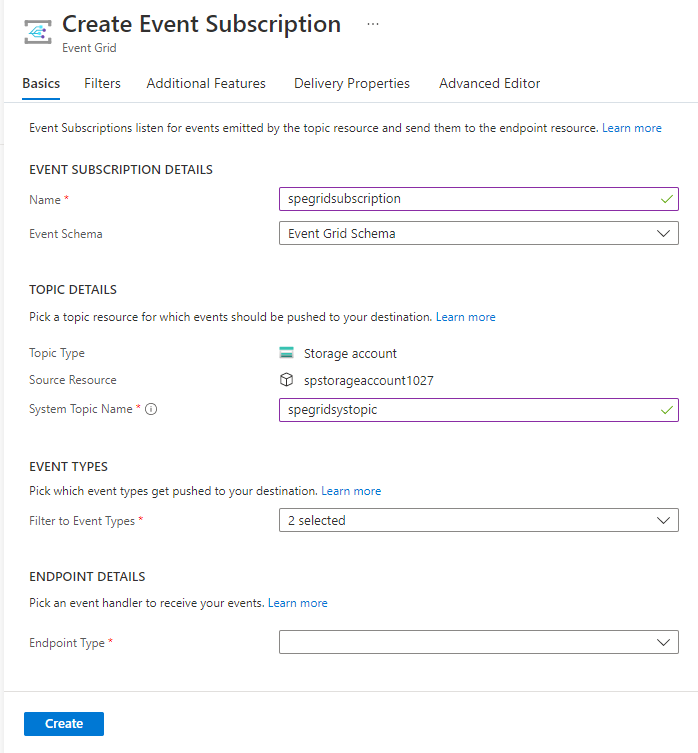 Create Event Subscription ...
Event Grid
Basics Filters Additional Features Delivery Properties Advanced Editor
Event Subscriptions listen for events emitted by the topic resource and send them to the endpoint resource. Learn more
EVENT SUBSCRIPTION DETAILS
Name * spegridsubscription
Event Schema Event Grid Schema
TOPIC DETAILS
Pick a topic resource for which events should be pushed to your destination. Learn more
Topic Type Storage account
Source Resource spstorageaccount1027
System Topic Name * spegridsystopic
EVENT TYPES
Pick which event types get pushed to your destination. Learn more
Filter to Event Types * 2 selected
ENDPOINT DETAILS
Pick an event handler to receive your events. Learn more
Endpoint Type *
Create